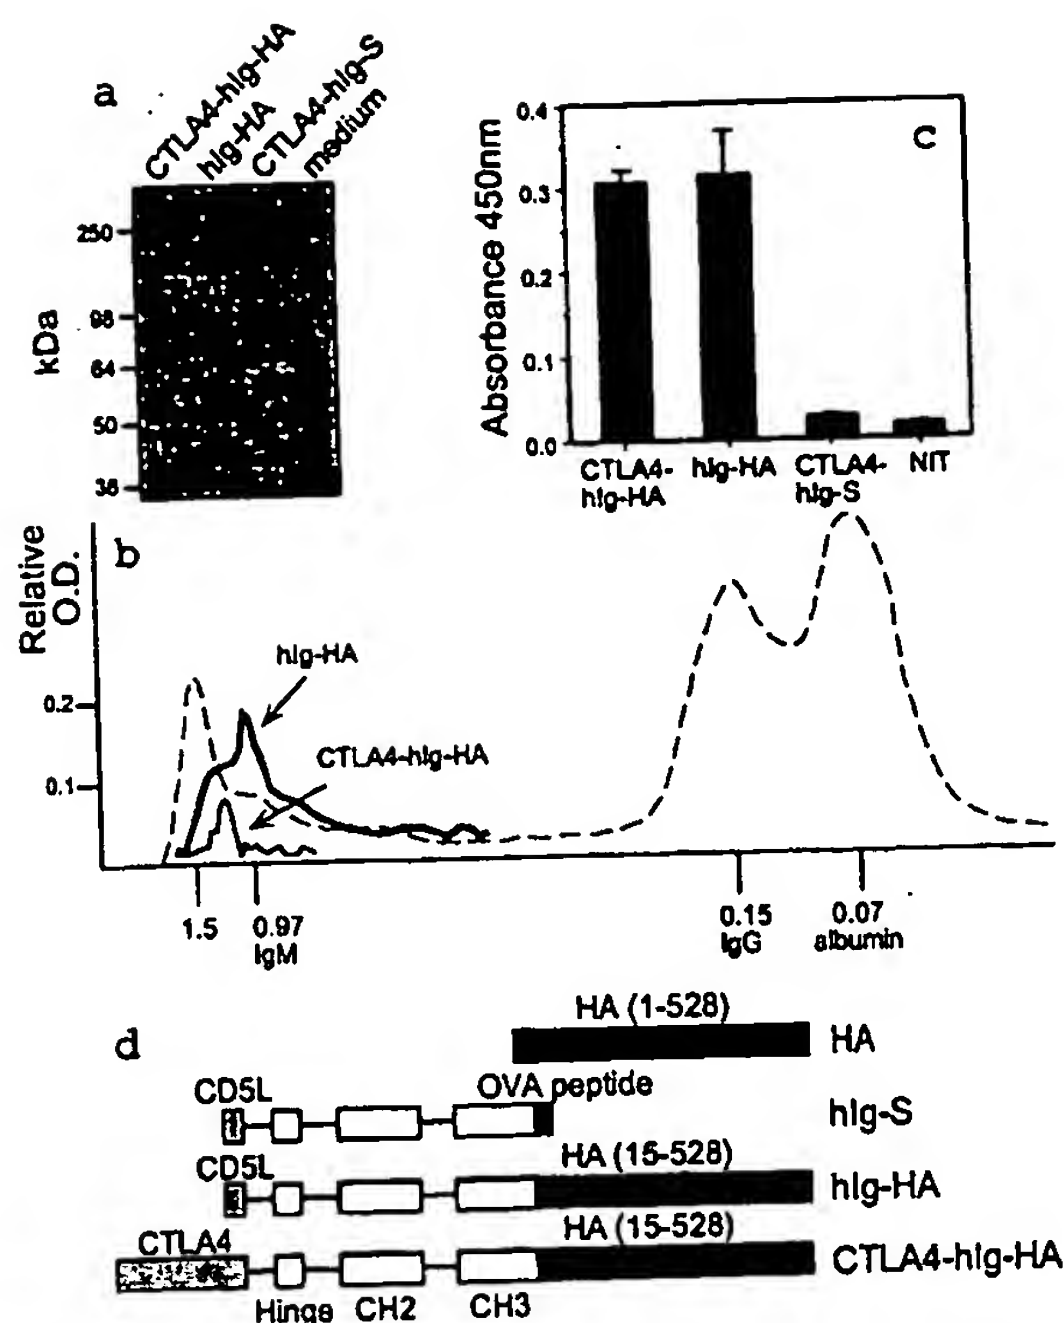 a
CTLA4-hIg-HA
hIg-HA
CTLA4-hIg-S
medium
250
98
64
50
36
kDa
c
0.4
0.3
0.2
0.1
0.0
Absorbance 450nm
CTLA4-
hIg-HA
hIg-HA
CTLA4-
hIg-S
NIT
b
Relative
O.D.
0.2
0.1
hIg-HA
CTLA4-hIg-HA
1.5
0.97
IgM
0.15
IgG
0.07
albumin
d
HA (1-528)
HA
CD5L
OVA peptide
hIg-S
CD5L
HA (15-528)
hIg-HA
CTLA4
HA (15-528)
CTLA4-hIg-HA
Hinge
CH2
CH3